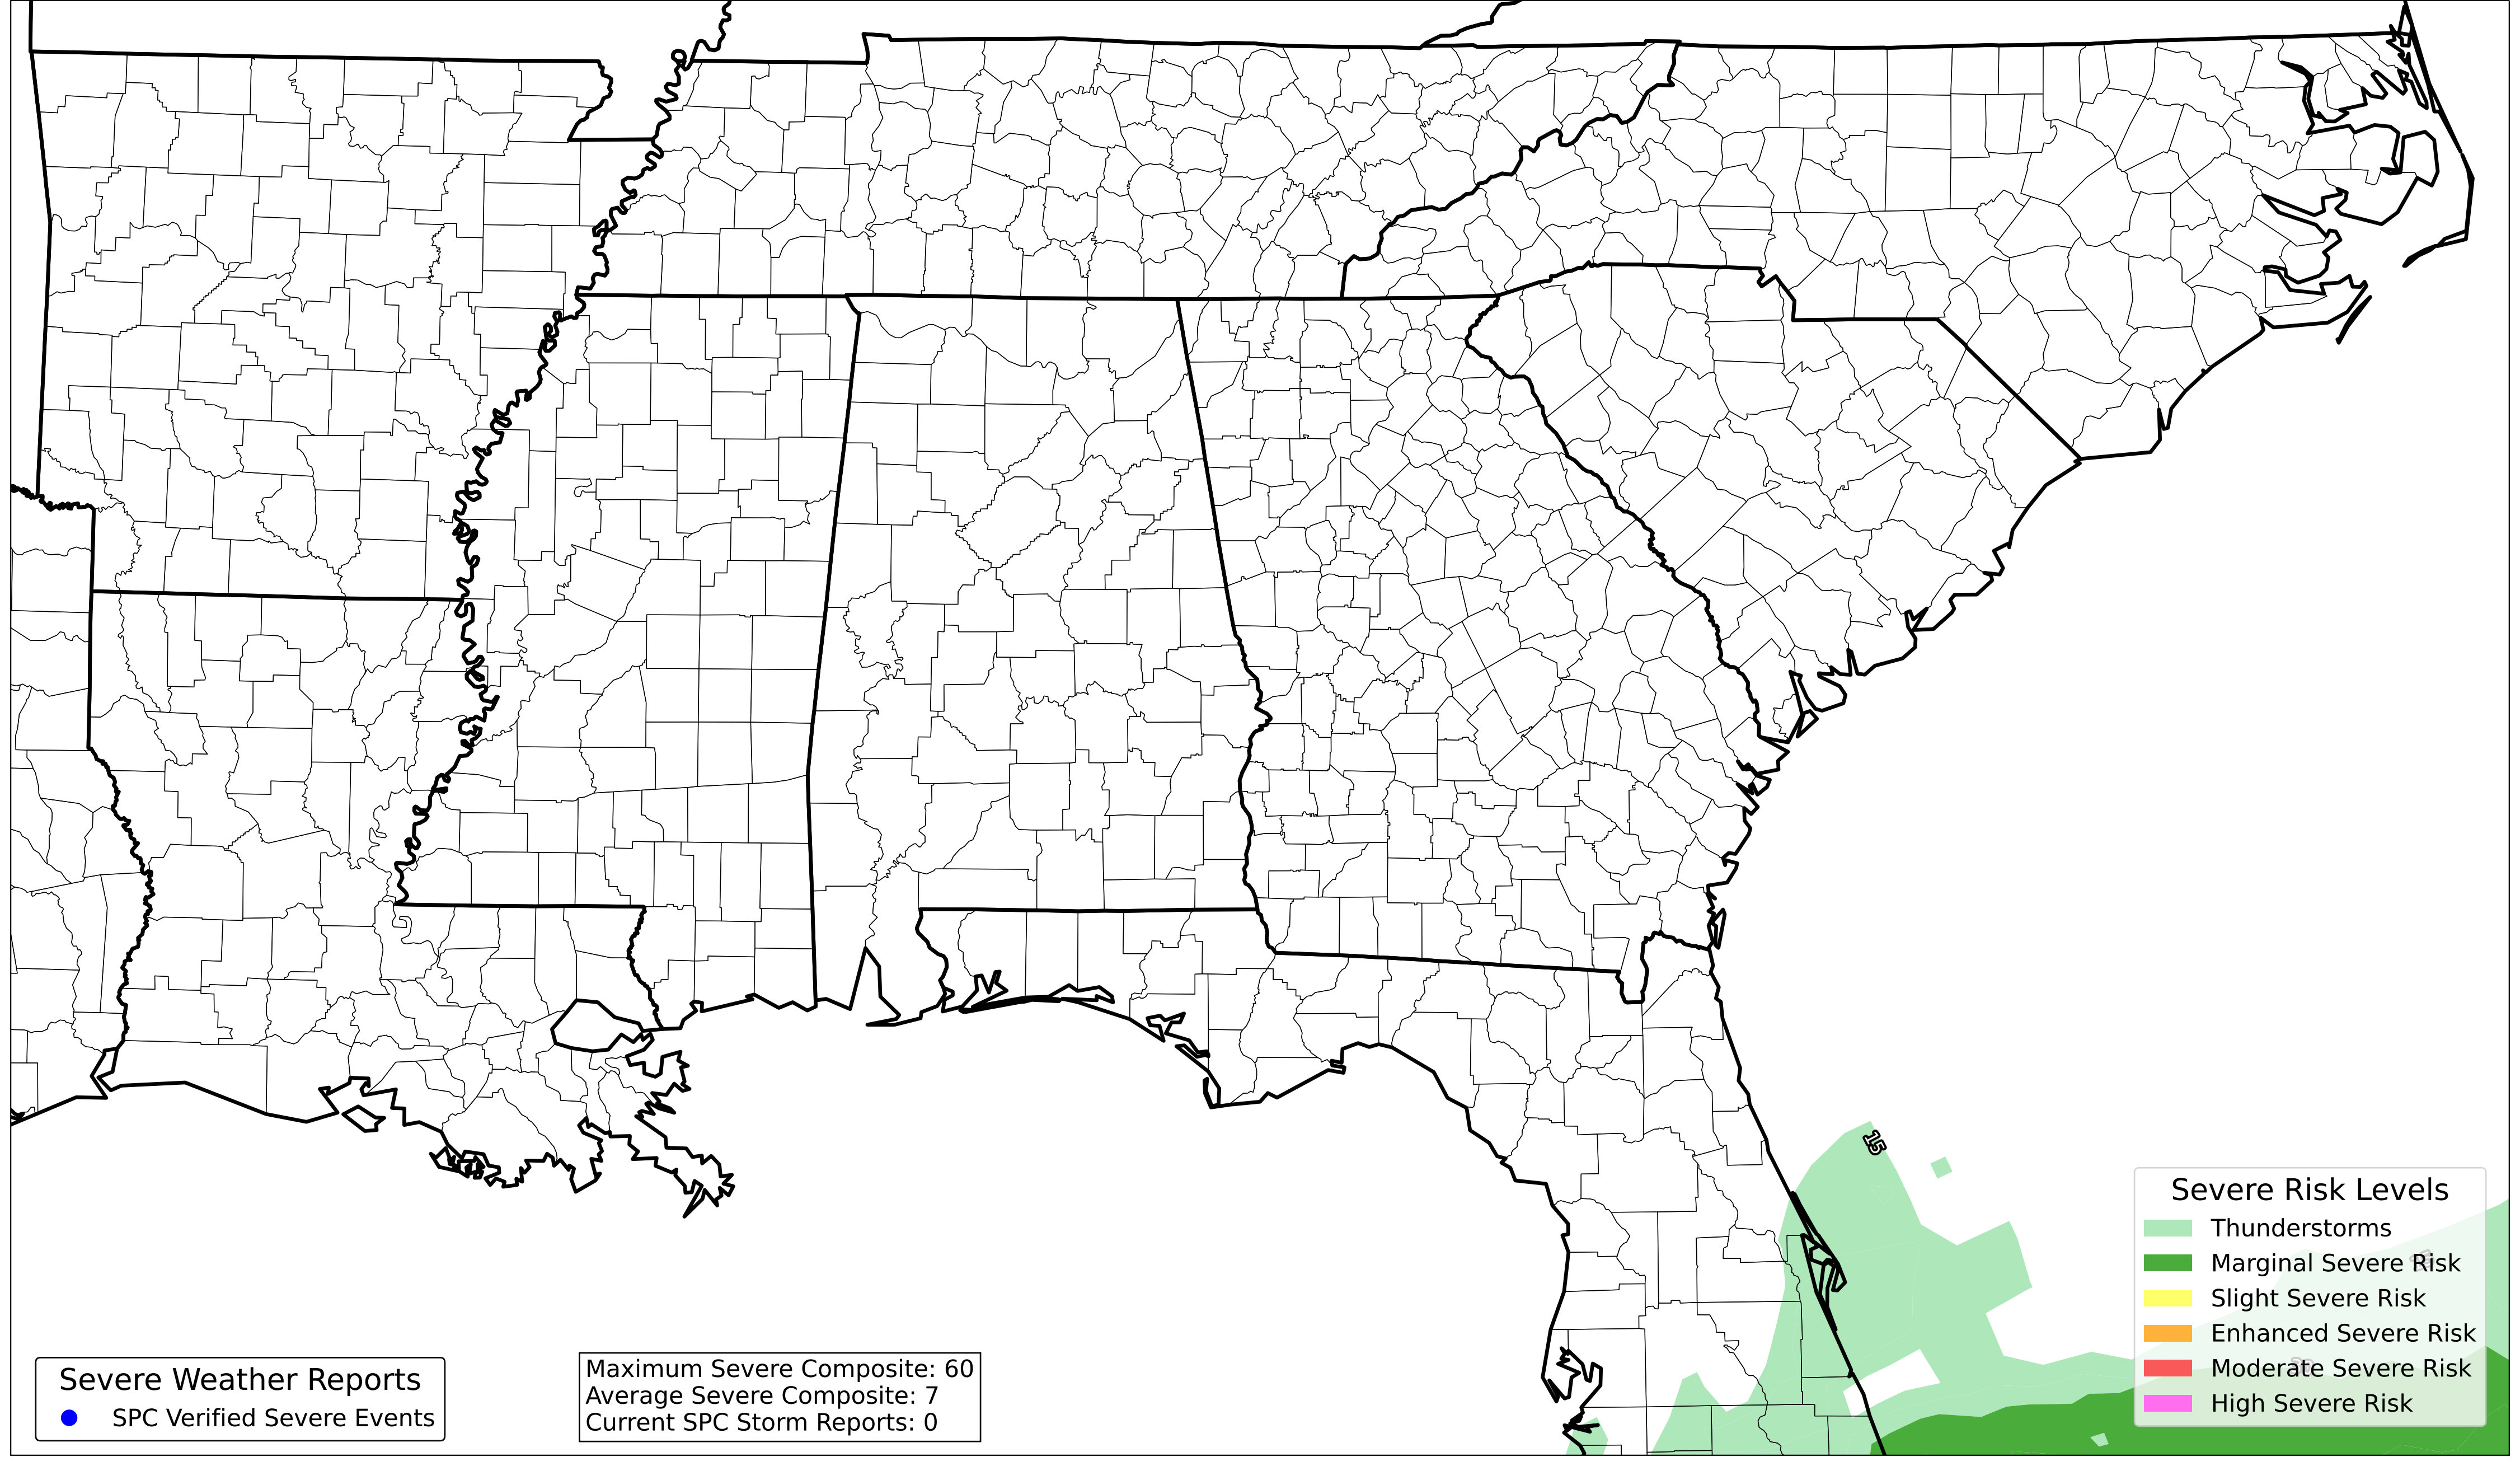 15
Severe Risk Levels
Thunderstorms
Marginal Severe Risk
Slight Severe Risk
Enhanced Severe Risk
Moderate Severe Risk
High Severe Risk
Severe Weather Reports
SPC Verified Severe Events
Maximum Severe Composite: 60
Average Severe Composite: 7
Current SPC Storm Reports: 0